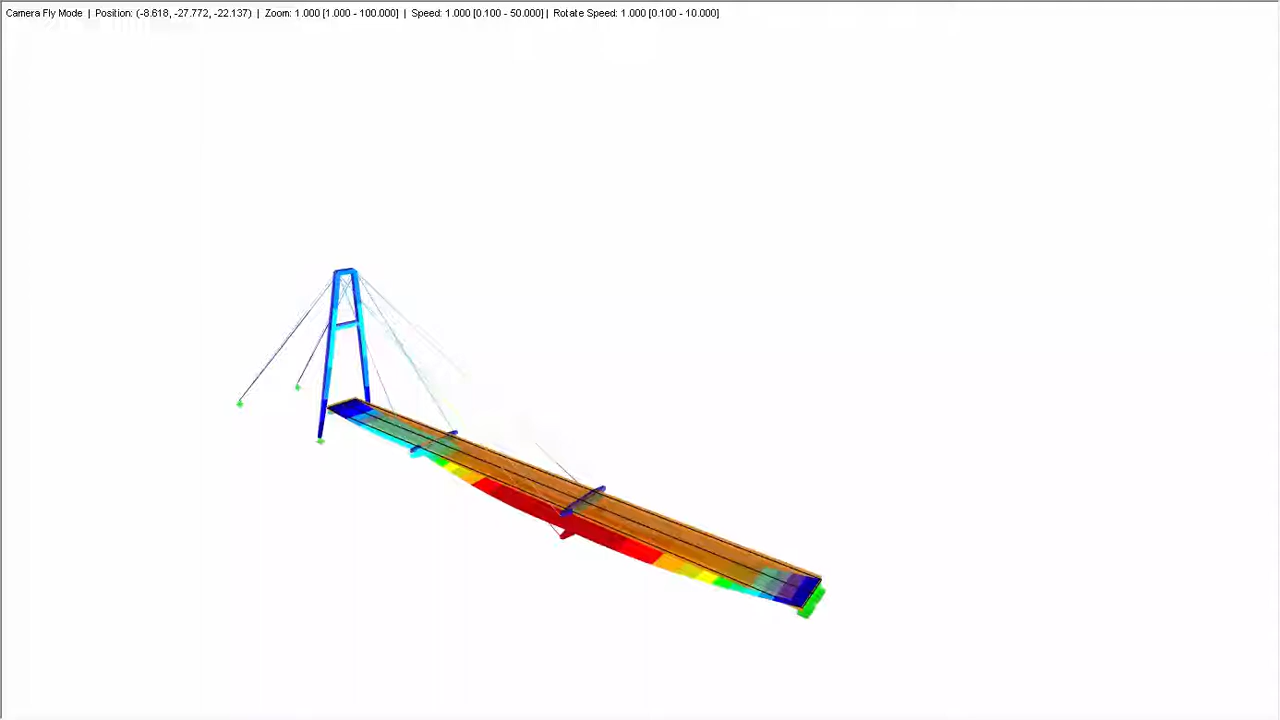 Camera Fly Mode | Position: (-8.618, -27.772, -22.137) | Zoom: 1.000 [1.000 - 100.000] | Speed: 1.000 [0.100 - 50.000] | Rotate Speed: 1.000 [0.100 - 10.000]